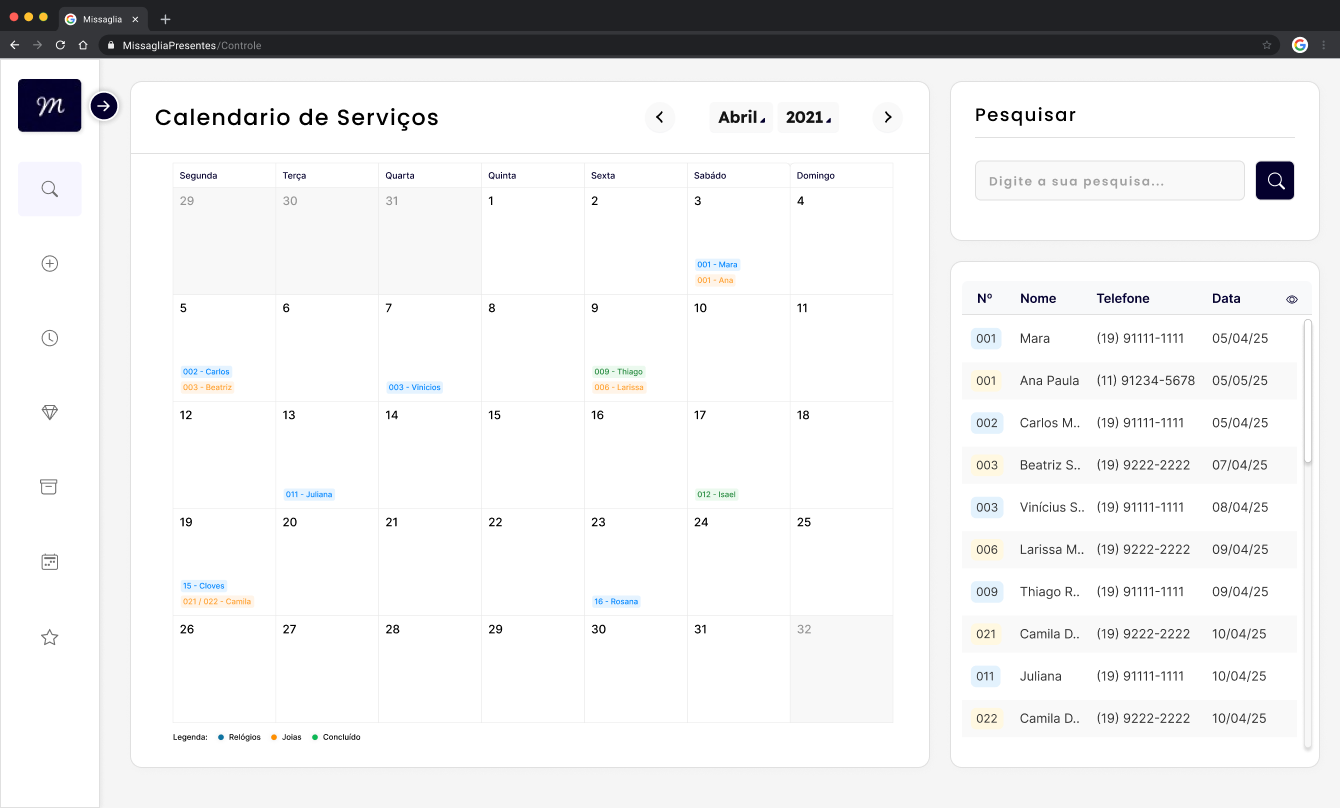 Missaglia
MissagliaPresentes/Controle
m
Calendario de Serviços
Abril 2021
Segunda Terça Quarta Quinta Sexta Sabádo Domingo
29 30 31 1 2 3 4
001 - Mara
001 - Ana
5 6 7 8 9 10 11
002 - Carlos 009 - Thiago
003 - Beatriz 003 - Vinicios 006 - Larissa
12 13 14 15 16 17 18
011 - Juliana 012 - Isael
19 20 21 22 23 24 25
15 - Cloves
021 / 022 - Camila 16 - Rosana
26 27 28 29 30 31 32
Legenda: Relógios Joias Concluído
Pesquisar
Digite a sua pesquisa...
Nº Nome Telefone Data
001 Mara (19) 91111-1111 05/04/25
001 Ana Paula (11) 91234-5678 05/05/25
002 Carlos M.. (19) 91111-1111 05/04/25
003 Beatriz S.. (19) 9222-2222 07/04/25
003 Vinícius S.. (19) 91111-1111 08/04/25
006 Larissa M.. (19) 9222-2222 09/04/25
009 Thiago R.. (19) 91111-1111 09/04/25
021 Camila D.. (19) 9222-2222 10/04/25
011 Juliana (19) 91111-1111 10/04/25
022 Camila D.. (19) 9222-2222 10/04/25